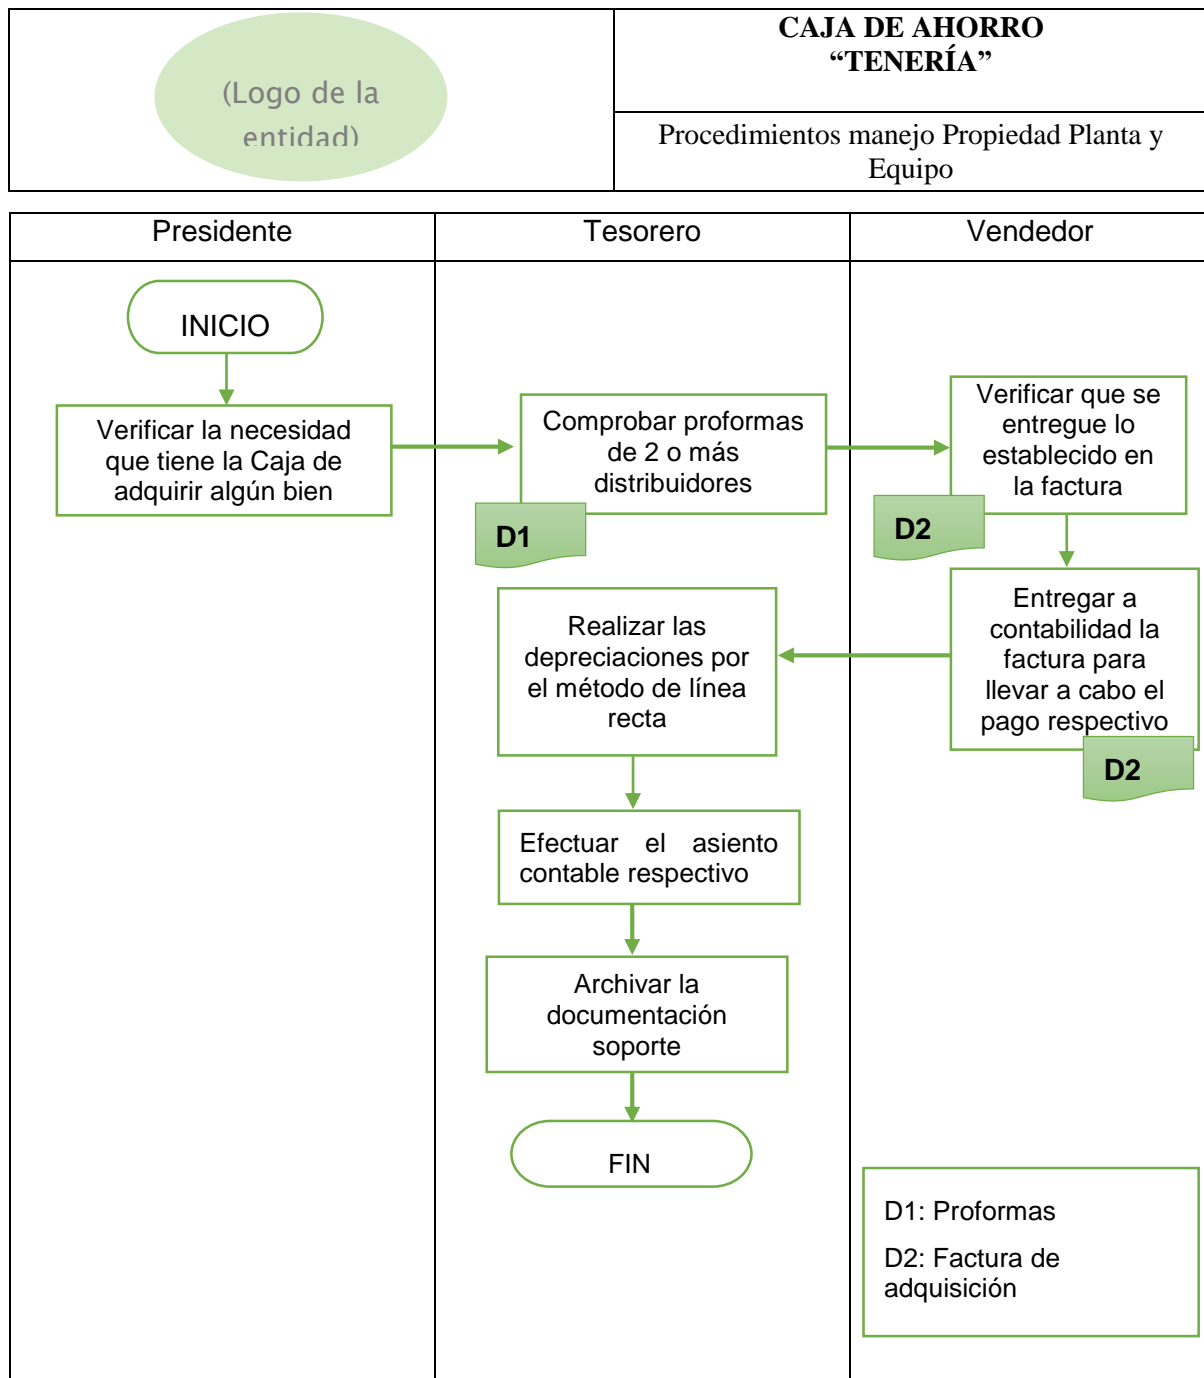 (Logo de la
entidad)
CAJA DE AHORRO
“TENERÍA”
Procedimientos manejo Propiedad Planta y
Equipo
Presidente
Tesorero
Vendedor
INICIO
Verificar la necesidad
que tiene la Caja de
adquirir algún bien
Comprobar proformas
de 2 o más
distribuidores
D1
Verificar que se
entregue lo
establecido en
la factura
D2
Entregar a
contabilidad la
factura para
llevar a cabo el
pago respectivo
D2
Realizar las
depreciaciones por
el método de línea
recta
Efectuar el asiento
contable respectivo
Archivar la
documentación
soporte
FIN
D1: Proformas
D2: Factura de
adquisición